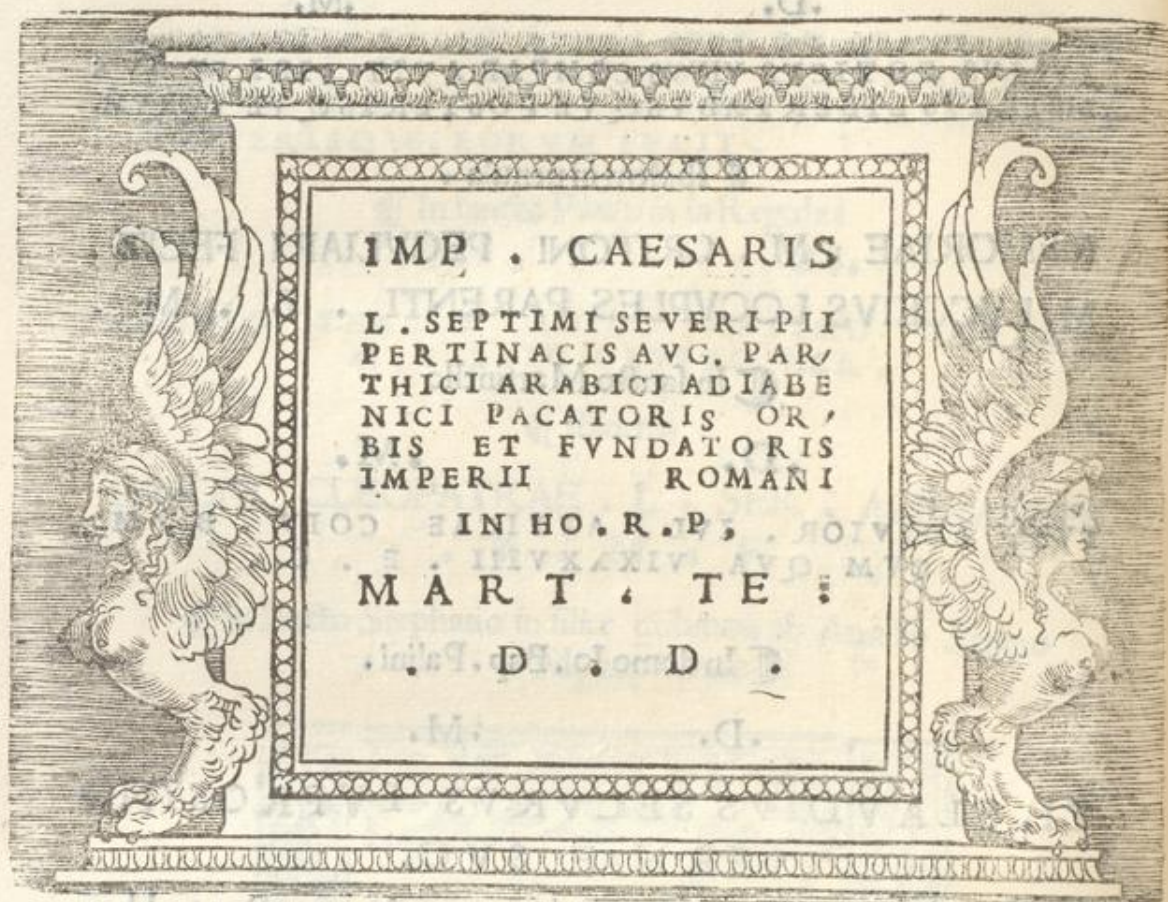 IMP . CAESARIS
L . SEPTIMI SEVERI PII
PERTINACIS AVG. PAR/
THICI ARABICI ADIABE
NICI PACATORIS OR/
BIS ET FVNDATORIS
IMPERII ROMANI
IN HO . R . P,
MART . TE :
. D . D .